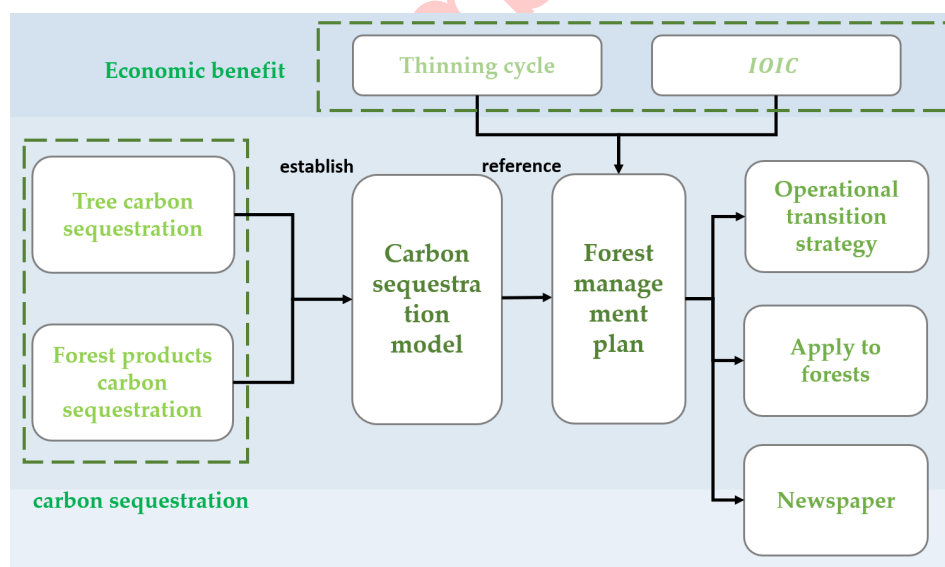 Economic benefit
Thinning cycle
IOIC
establish
reference
Tree carbon
sequestration
Forest products
carbon
sequestration
Carbon
sequestra
tion
model
Forest
manage
ment
plan
Operational
transition
strategy
Apply to
forests
Newspaper
carbon sequestration